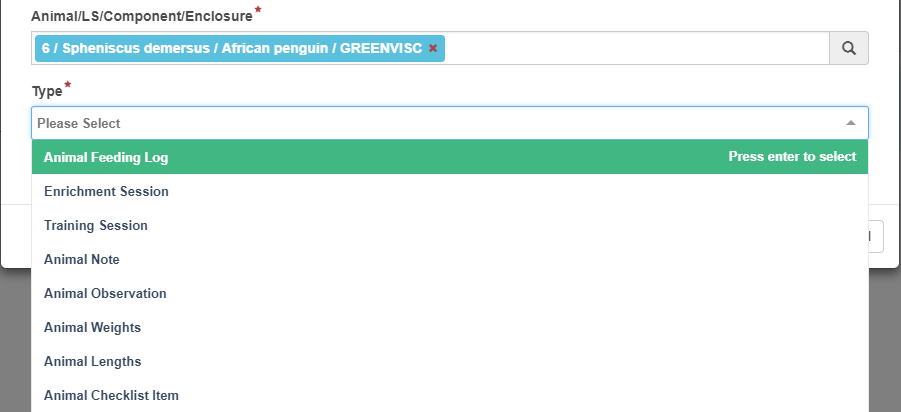 Animal/LS/Component/Enclosure*
6 / Spheniscus demersus / African penguin / GREENVISC ×
Type*
Please Select
Animal Feeding Log Press enter to select
Enrichment Session
Training Session
Animal Note
Animal Observation
Animal Weights
Animal Lengths
Animal Checklist Item